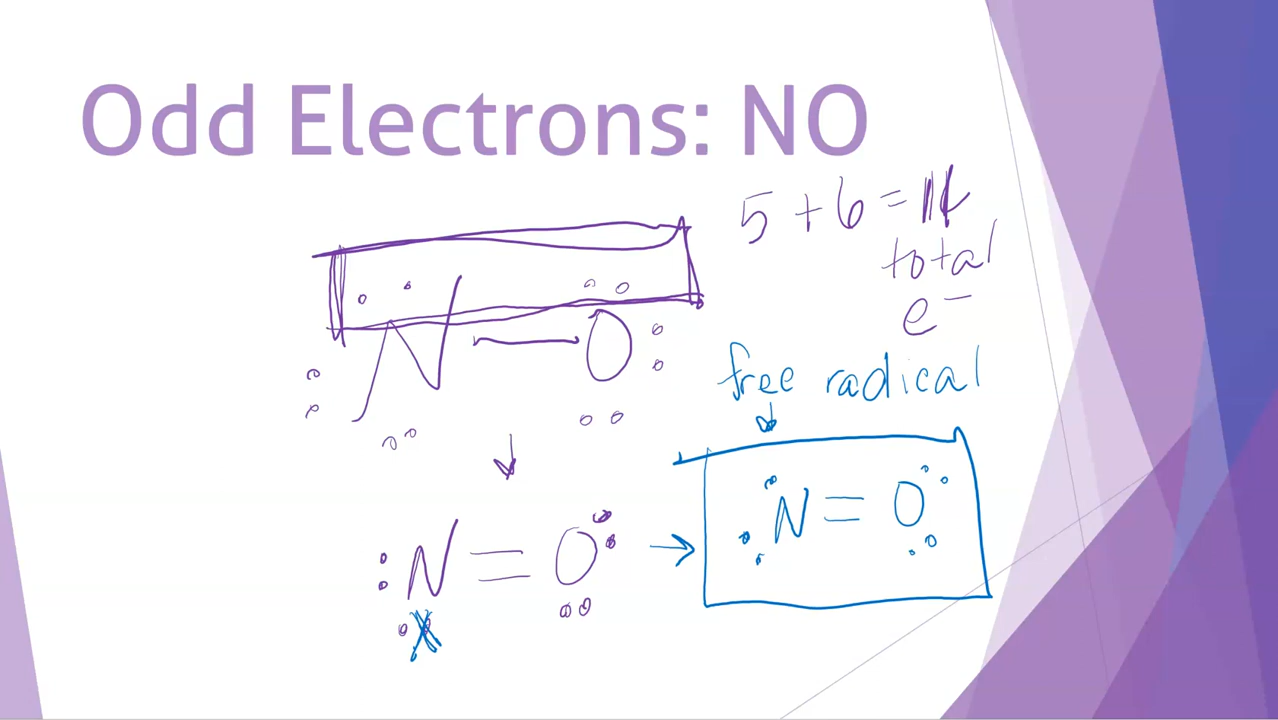 Odd Electrons: NO
5 + 6 = 11
total
e⁻
N — O
free radical
N = O
N = O